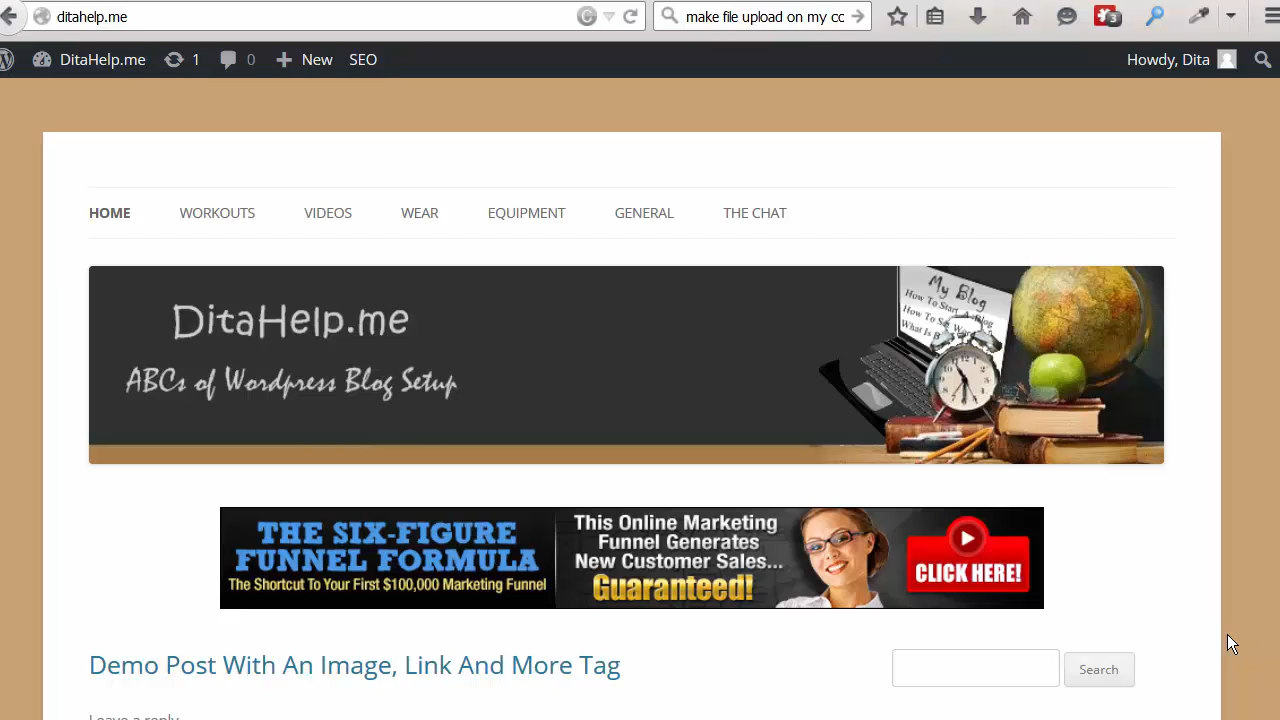 ditahelp.me
make file upload on my cc
3
DitaHelp.me 1 0 New SEO Howdy, Dita
HOME WORKOUTS VIDEOS WEAR EQUIPMENT GENERAL THE CHAT
DitaHelp.me
ABCs of Wordpress Blog Setup
My Blog
How To Start A Blog
THE SIX-FIGURE
FUNNEL FORMULA
The Shortcut To Your First $100,000 Marketing Funnel
This Online Marketing
Funnel Generates
New Customer Sales...
Guaranteed!
CLICK HERE!
Demo Post With An Image, Link And More Tag
Search
Leave a reply